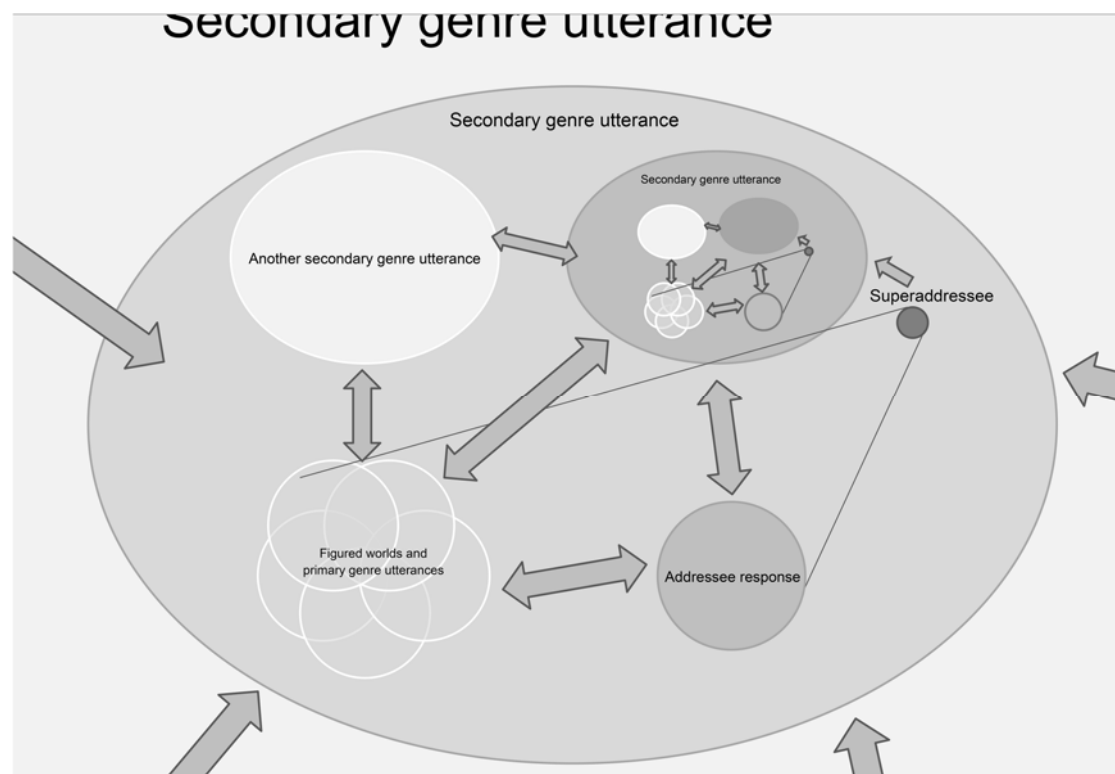 Secondary genre utterance
Secondary genre utterance
Secondary genre utterance
Another secondary genre utterance
Superaddressee
Figured worlds and
primary genre utterances
Addressee response